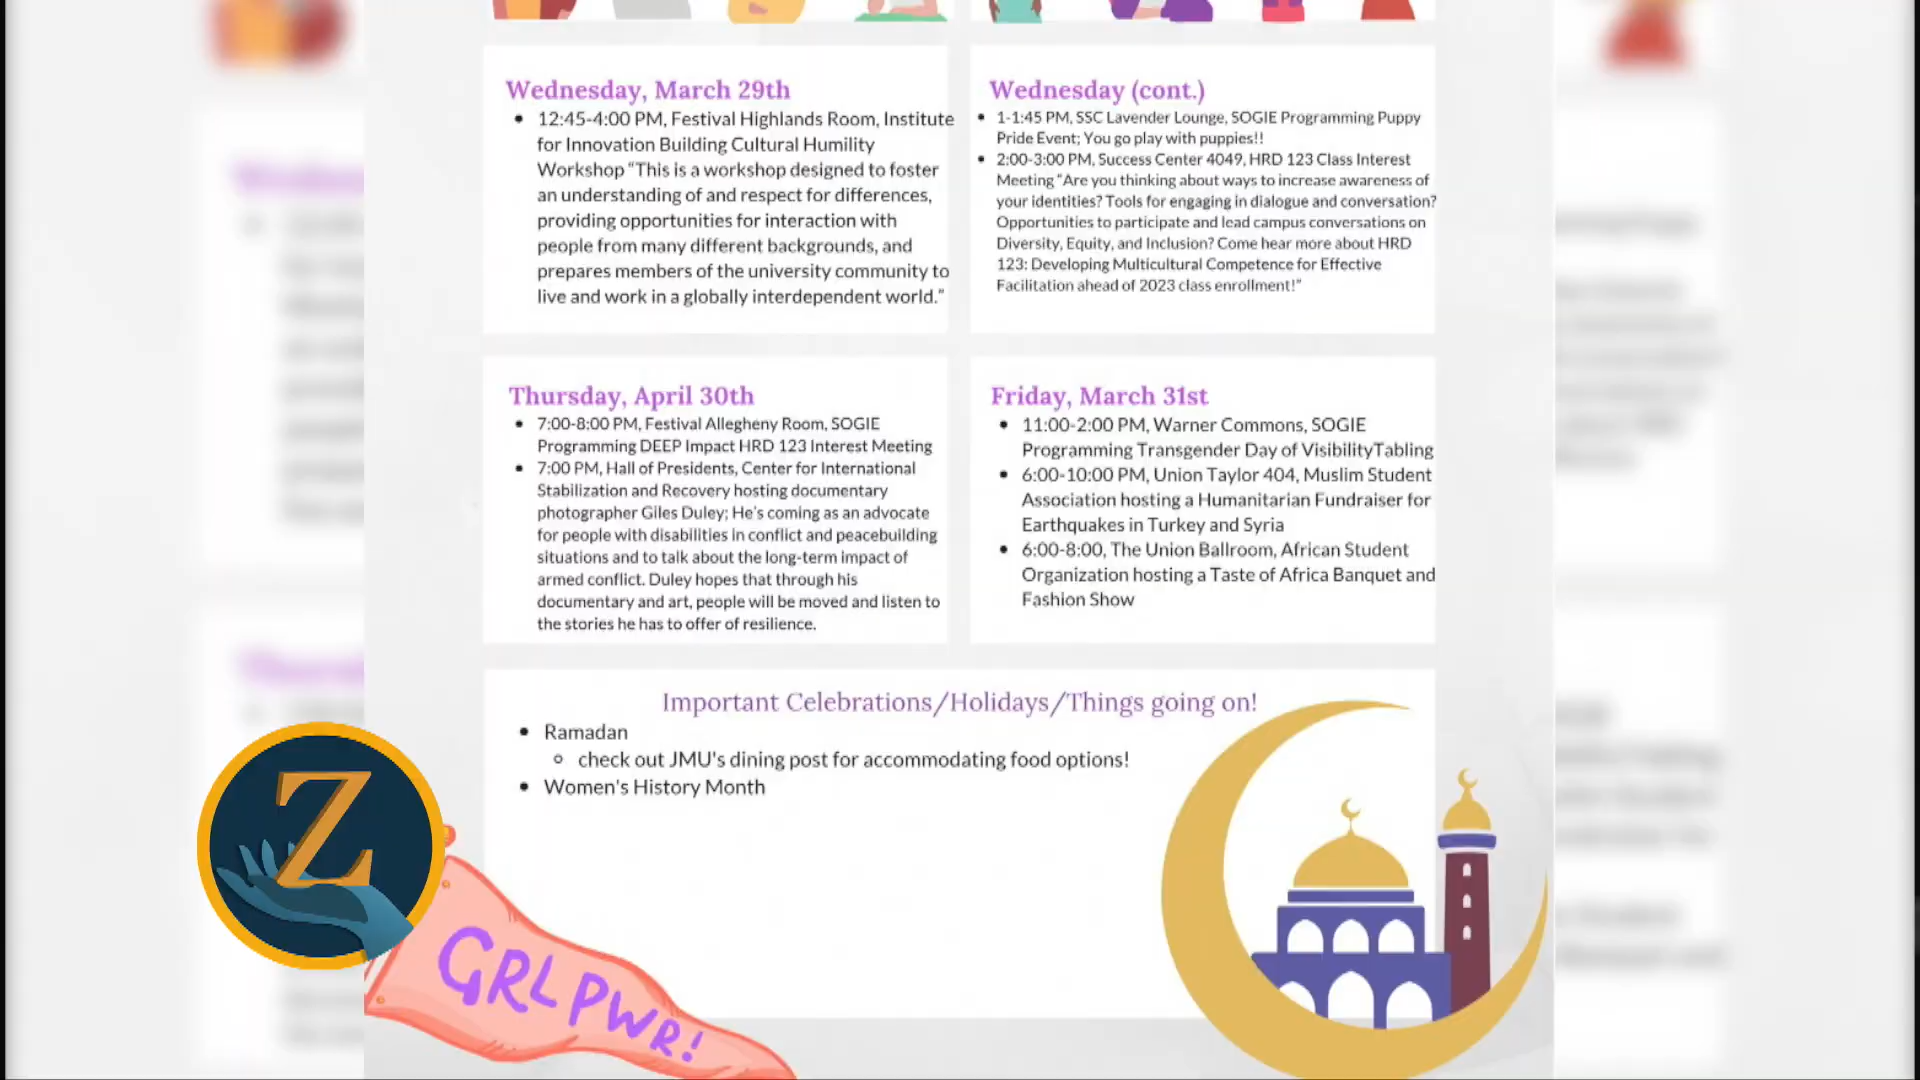 Wednesday, March 29th
12:45-4:00 PM, Festival Highlands Room, Institute
for Innovation Building Cultural Humility
Workshop “This is a workshop designed to foster
an understanding of and respect for differences,
providing opportunities for interaction with
people from many different backgrounds, and
prepares members of the university community to
live and work in a globally interdependent world.”
Wednesday (cont.)
1-1:45 PM, SSC Lavender Lounge, SOGIE Programming Puppy
Pride Event; You go play with puppies!!
2:00-3:00 PM, Success Center 4049, HRD 123 Class Interest
Meeting “Are you thinking about ways to increase awareness of
your identities? Tools for engaging in dialogue and conversation?
Opportunities to participate and lead campus conversations on
Diversity, Equity, and Inclusion? Come hear more about HRD
123: Developing Multicultural Competence for Effective
Facilitation ahead of 2023 class enrollment!”
Thursday, April 30th
7:00-8:00 PM, Festival Allegheny Room, SOGIE
Programming DEEP Impact HRD 123 Interest Meeting
7:00 PM, Hall of Presidents, Center for International
Stabilization and Recovery hosting documentary
photographer Giles Duley; He's coming as an advocate
for people with disabilities in conflict and peacebuilding
situations and to talk about the long-term impact of
armed conflict. Duley hopes that through his
documentary and art, people will be moved and listen to
the stories he has to offer of resilience.
Friday, March 31st
11:00-2:00 PM, Warner Commons, SOGIE
Programming Transgender Day of VisibilityTabling
6:00-10:00 PM, Union Taylor 404, Muslim Student
Association hosting a Humanitarian Fundraiser for
Earthquakes in Turkey and Syria
6:00-8:00, The Union Ballroom, African Student
Organization hosting a Taste of Africa Banquet and
Fashion Show
Important Celebrations/Holidays/Things going on!
Ramadan
check out JMU's dining post for accommodating food options!
Women's History Month
Z
GRL PWR!